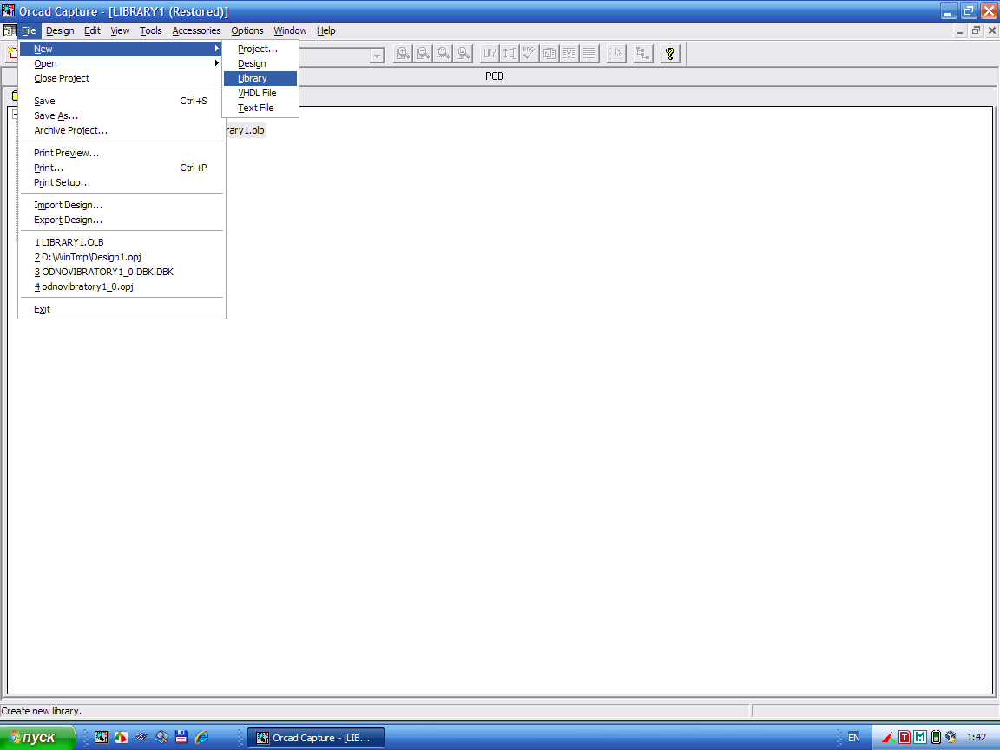 Orcad Capture - [LIBRARY1 (Restored)]
File Design Edit View Tools Accessories Options Window Help
New
Open
Close Project
Save Ctrl+S
Save As...
Archive Project...
Print Preview...
Print... Ctrl+P
Print Setup...
Import Design...
Export Design...
1 LIBRARY1.OLB
2 D:\WinTmp\Design1.opj
3 ODNOVIBRATORY1_0.DBK.DBK
4 odnovibratory1_0.opj
Exit
Project...
Design
Library
VHDL File
Text File
U?
DRC
?
PCB
rary1.olb
Create new library.
пуск
Orcad Capture - [LIB...
EN
T
M
1:42